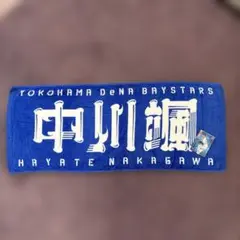 YOKOHAMA DeNA BAYSTARS
中川颯
HAYATE NAKAGAWA